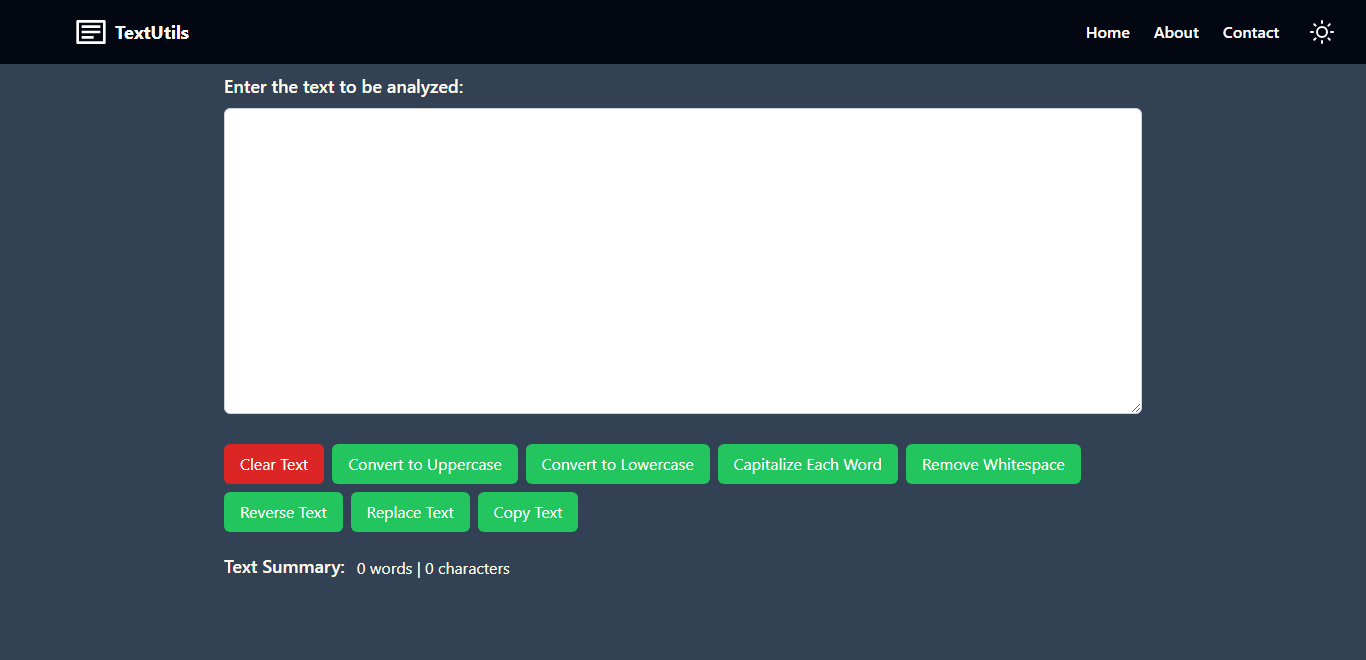 TextUtils Home About Contact
Enter the text to be analyzed:
Clear Text Convert to Uppercase Convert to Lowercase Capitalize Each Word Remove Whitespace
Reverse Text Replace Text Copy Text
Text Summary: 0 words | 0 characters